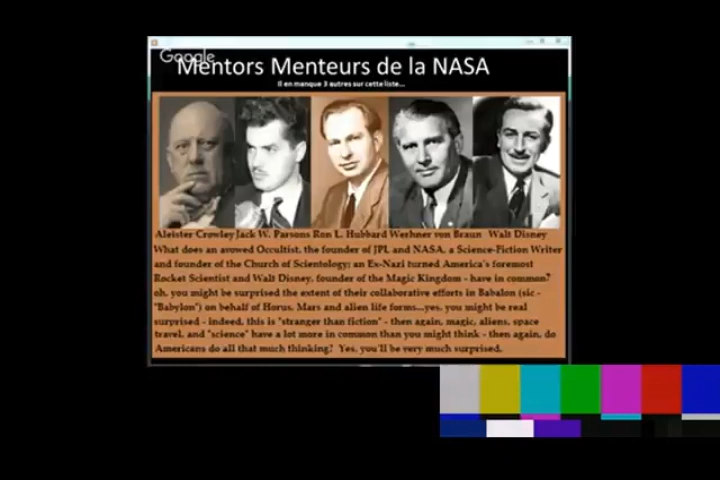 Google
Mentors Menteurs de la NASA
Il en manque 3 autres sur cette liste...
Aleister Crowley Jack W. Parsons Ron L. Hubbard Werhner von Braun Walt Disney
What does an avowed Occultist, the founder of JPL and NASA, a Science-Fiction Writer
and founder of the Church of Scientology; an Ex-Nazi turned America's foremost
Rocket Scientist and Walt Disney, founder of the Magic Kingdom - have in common?
oh, you might be surprised the extent of their collaborative efforts in Babalon (sic -
"Babylon") on behalf of Horus, Mars and alien life forms...yes, you might be real
surprised - indeed, this is "stranger than fiction" - then again, magic, aliens, space
travel, and "science" have a lot more in common than you might think - then again, do
Americans do all that much thinking? Yes, you'll be very much surprised.